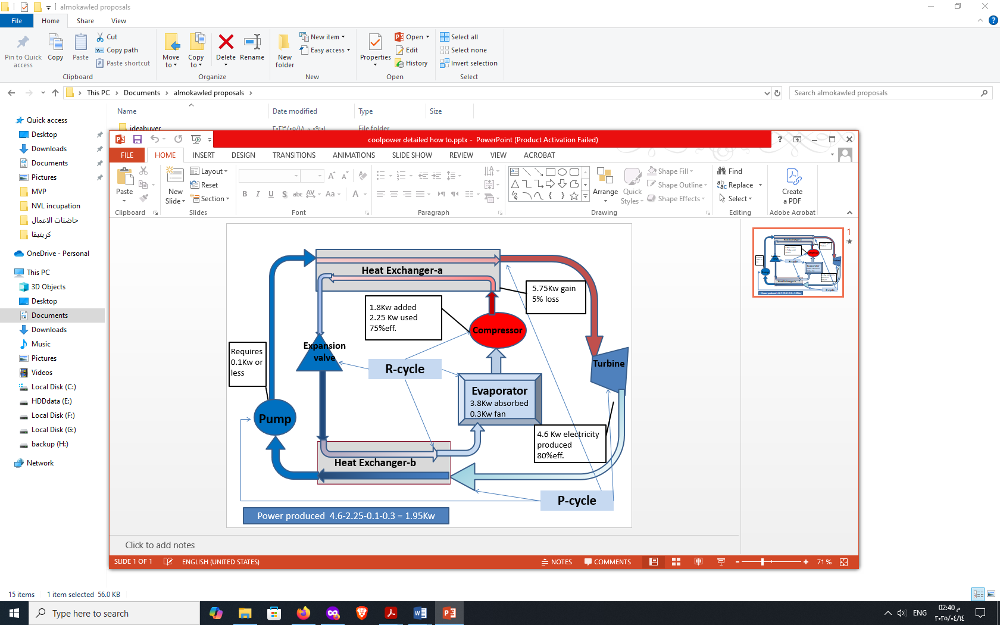 almokawled proposals
File
Home
Share
View
Pin to Quick access
Copy
Paste
Cut
Copy path
Paste shortcut
Clipboard
Move to
Copy to
Delete
Rename
Organize
New folder
New item
Easy access
New
Properties
Open
Edit
History
Open
Select all
Select none
Invert selection
Select
This PC > Documents > almokawled proposals >
Search almokawled proposals
Name
Date modified
Type
Size
ideabuyer
File folder
Quick access
Desktop
Downloads
Documents
Pictures
MVP
NVL incupation
حاضنات الاعمال
كريتيفا
OneDrive - Personal
This PC
3D Objects
Desktop
Documents
Downloads
Music
Pictures
Videos
Local Disk (C:)
HDDdata (E:)
Local Disk (F:)
Local Disk (G:)
backup (H:)
Network
15 items
1 item selected 56.0 KB
coolpower detailed how to.pptx - PowerPoint (Product Activation Failed)
FILE
HOME
INSERT
DESIGN
TRANSITIONS
ANIMATIONS
SLIDE SHOW
REVIEW
VIEW
ACROBAT
Paste
Clipboard
New Slide
Layout
Reset
Section
Slides
Font
Paragraph
Arrange
Quick Styles
Shape Fill
Shape Outline
Shape Effects
Drawing
Find
Replace
Select
Editing
Create a PDF
Adobe Acrobat
Heat Exchanger-a
5.75Kw gain
5% loss
1.8Kw added
2.25 Kw used
75%eff.
Compressor
Expansion
valve
Requires
0.1Kw or
less
R-cycle
Turbine
Evaporator
3.8Kw absorbed
0.3Kw fan
Pump
4.6 Kw electricity
produced
80%eff.
Heat Exchanger-b
P-cycle
Power produced 4.6-2.25-0.1-0.3 = 1.95Kw
1
Click to add notes
SLIDE 1 OF 1
ENGLISH (UNITED STATES)
NOTES
COMMENTS
71 %
Type here to search
ENG
02:40 م
٢٠٢٥/٠٤/١٤